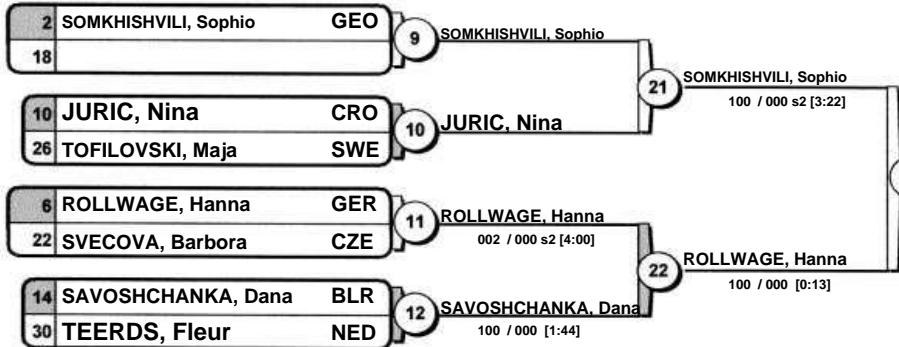 2 SOMKHISHVILI, Sophio GEO
18
9
SOMKHISHVILI, Sophio
10 JURIC, Nina CRO
26 TOFILOVSKI, Maja SWE
10
JURIC, Nina
21
SOMKHISHVILI, Sophio
100 / 000 s2 [3:22]
6 ROLLWAGE, Hanna GER
22 SVECOVA, Barbora CZE
11
ROLLWAGE, Hanna
002 / 000 s2 [4:00]
14 SAVOSHCHANKA, Dana BLR
30 TEERDS, Fleur NED
12
SAVOSHCHANKA, Dana
100 / 000 [1:44]
22
ROLLWAGE, Hanna
100 / 000 [0:13]